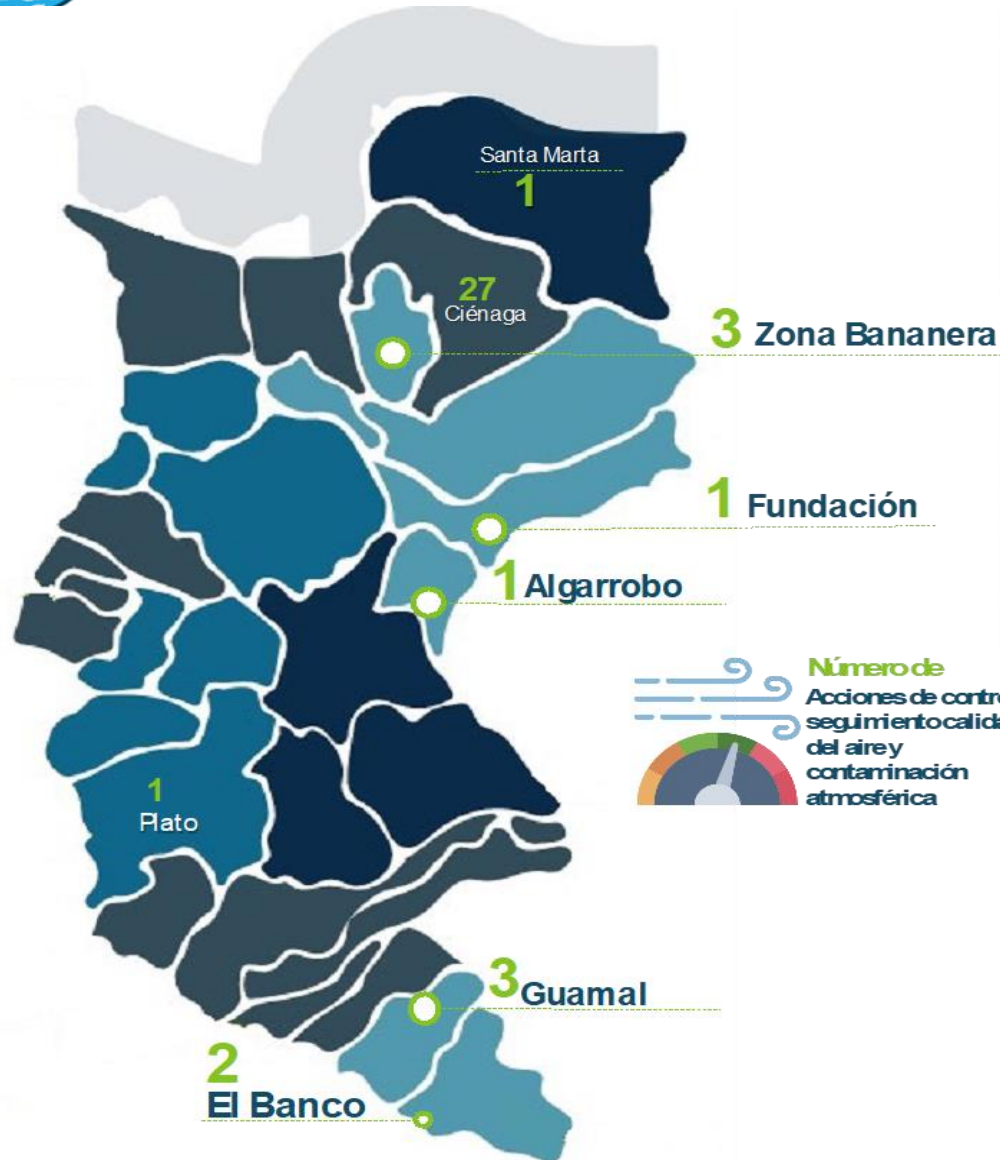 Santa Marta
1
27
Ciénaga
3 Zona Bananera
1 Fundación
1 Algarrobo
Número de
Acciones de contro
seguimiento calida
del aire y
contaminación
atmosférica
1
Plato
3 Guamal
2
El Banco